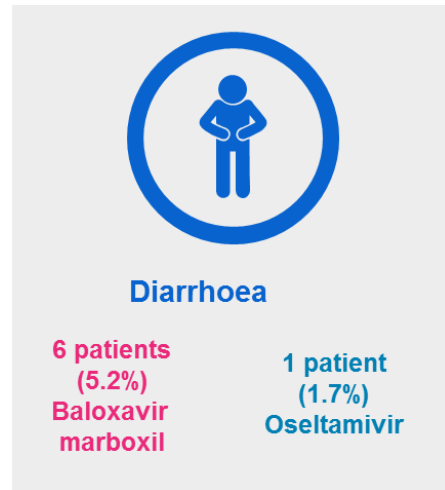 Diarrhoea
6 patients
(5.2%)
Baloxavir
marboxil
1 patient
(1.7%)
Oseltamivir